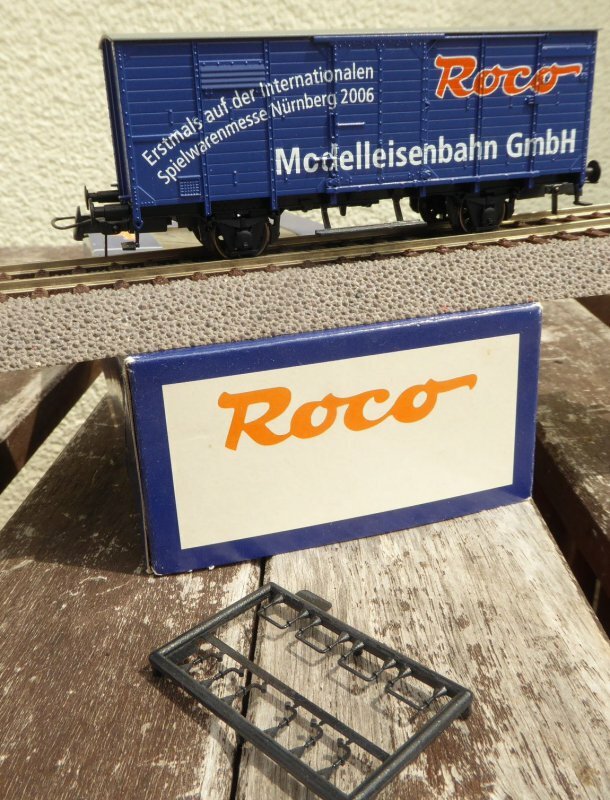 Erstmals auf der Internationalen
Spielwarenmesse Nürnberg 2006
Roco
Modelleisenbahn GmbH
Roco